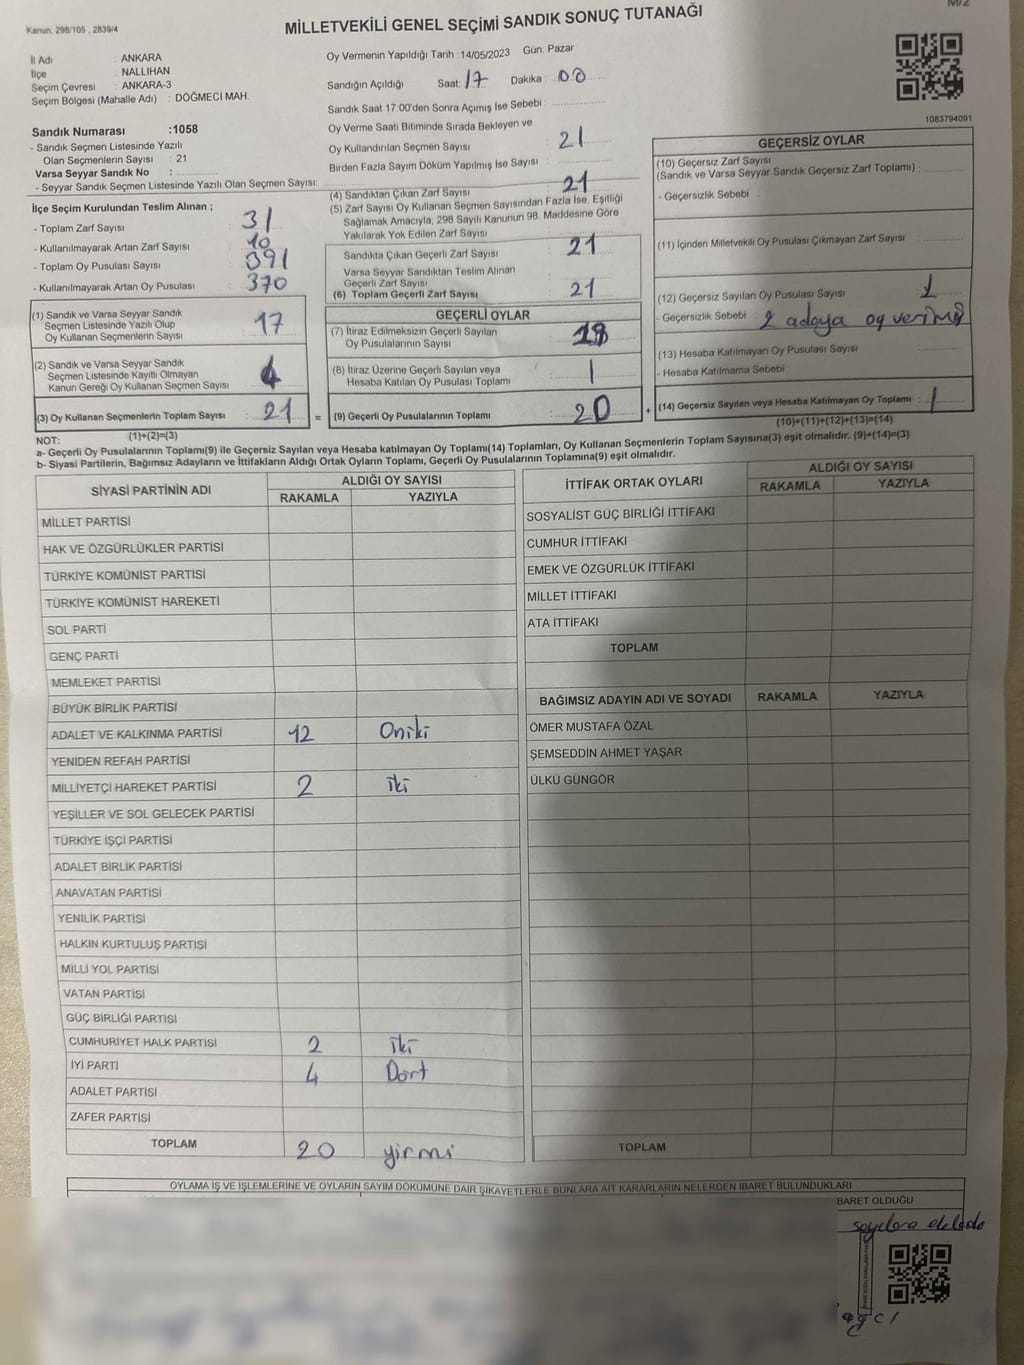 M/2
Kanun, 298/105 , 2839/4
MİLLETVEKİLİ GENEL SEÇİMİ SANDIK SONUÇ TUTANAĞI
İl Adı : ANKARA
İlçe : NALLIHAN
Seçim Çevresi : ANKARA-3
Seçim Bölgesi (Mahalle Adı) : DÖĞMECİ MAH.
Oy Vermenin Yapıldığı Tarih : 14/05/2023 Gün: Pazar
Sandığın Açıldığı Saat: 17 Dakika : 00
Sandık Saat 17:00'den Sonra Açımış İse Sebebi :
1083794091
Sandık Numarası :1058
- Sandık Seçmen Listesinde Yazılı
Olan Seçmenlerin Sayısı : 21
Varsa Seyyar Sandık No :
- Seyyar Sandık Seçmen Listesinde Yazılı Olan Seçmen Sayısı:
Oy Verme Saati Bitiminde Sırada Bekleyen ve
Oy Kullandırılan Seçmen Sayısı : 21
Birden Fazla Sayım Döküm Yapılmış İse Sayısı :
İlçe Seçim Kurulundan Teslim Alınan ;
- Toplam Zarf Sayısı : 31
- Kullanılmayarak Artan Zarf Sayısı : 10
- Toplam Oy Pusulası Sayısı : 391
- Kullanılmayarak Artan Oy Pusulası : 370
(4) Sandıktan Çıkan Zarf Sayısı : 21
(5) Zarf Sayısı Oy Kullanan Seçmen Sayısından Fazla İse, Eşitliği
Sağlamak Amacıyla, 298 Sayılı Kanunun 98. Maddesine Göre
Yakılarak Yok Edilen Zarf Sayısı :
Sandıkta Çıkan Geçerli Zarf Sayısı : 21
Varsa Seyyar Sandıktan Teslim Alınan
Geçerli Zarf Sayısı :
(6) Toplam Geçerli Zarf Sayısı : 21
(1) Sandık ve Varsa Seyyar Sandık
Seçmen Listesinde Yazılı Olup
Oy Kullanan Seçmenlerin Sayısı : 17
(2) Sandık ve Varsa Seyyar Sandık
Seçmen Listesinde Kayıtlı Olmayan
Kanun Gereği Oy Kullanan Seçmen Sayısı : 4
(3) Oy Kullanan Seçmenlerin Toplam Sayısı : 21 =
(1)+(2)=(3)
GEÇERLİ OYLAR
(7) İtiraz Edilmeksizin Geçerli Sayılan
Oy Pusulalarının Sayısı :
(8) İtiraz Üzerine Geçerli Sayılan veya
Hesaba Katılan Oy Pusulası Toplamı : 1
(9) Geçerli Oy Pusulalarının Toplamı : 20 +
GEÇERSİZ OYLAR
(10) Geçersiz Zarf Sayısı
(Sandık ve Varsa Seyyar Sandık Geçersiz Zarf Toplamı) :
- Geçersizlik Sebebi :
(11) İçinden Milletvekili Oy Pusulası Çıkmayan Zarf Sayısı :
(12) Geçersiz Sayılan Oy Pusulası Sayısı : 1
- Geçersizlik Sebebi : 2 adaya oy
(13) Hesaba Katılmayan Oy Pusulası Sayısı :
- Hesaba Katılmama Sebebi :
(14) Geçersiz Sayılan veya Hesaba Katılmayan Oy Toplamı : 1
(10)+(11)+(12)+(13)=(14)
NOT:
a- Geçerli Oy Pusulalarının Toplamı(9) ile Geçersiz Sayılan veya Hesaba katılmayan Oy Toplamı(14) Toplamları, Oy Kullanan Seçmenlerin Toplam Sayısına(3) eşit olmalıdır. (9)+(14)=(3)
b- Siyasi Partilerin, Bağımsız Adayların ve İttifakların Aldığı Ortak Oyların Toplamı, Geçerli Oy Pusulalarının Toplamına(9) eşit olmalıdır.
SİYASİ PARTİNİN ADI ALDIĞI OY SAYISI
RAKAMLA YAZIYLA
MİLLET PARTİSİ
HAK VE ÖZGÜRLÜKLER PARTİSİ
TÜRKİYE KOMÜNİST PARTİSİ
TÜRKİYE KOMÜNİST HAREKETİ
SOL PARTİ
GENÇ PARTİ
MEMLEKET PARTİSİ
BÜYÜK BİRLİK PARTİSİ
ADALET VE KALKINMA PARTİSİ 12 Oniki
YENİDEN REFAH PARTİSİ
MİLLİYETÇİ HAREKET PARTİSİ 2 iki
YEŞİLLER VE SOL GELECEK PARTİSİ
TÜRKİYE İŞÇİ PARTİSİ
ADALET BİRLİK PARTİSİ
ANAVATAN PARTİSİ
YENİLİK PARTİSİ
HALKIN KURTULUŞ PARTİSİ
MİLLİ YOL PARTİSİ
VATAN PARTİSİ
GÜÇ BİRLİĞİ PARTİSİ
CUMHURİYET HALK PARTİSİ 2 iki
İYİ PARTİ 4 Dört
ADALET PARTİSİ
ZAFER PARTİSİ
TOPLAM 20 yirmi
İTTİFAK ORTAK OYLARI ALDIĞI OY SAYISI
RAKAMLA YAZIYLA
SOSYALİST GÜÇ BİRLİĞİ İTTİFAKI
CUMHUR İTTİFAKI
EMEK VE ÖZGÜRLÜK İTTİFAKI
MİLLET İTTİFAKI
ATA İTTİFAKI
TOPLAM
BAĞIMSIZ ADAYIN ADI VE SOYADI RAKAMLA YAZIYLA
ÖMER MUSTAFA ÖZAL
ŞEMSEDDİN AHMET YAŞAR
ÜLKÜ GÜNGÖR
TOPLAM
OYLAMA İŞ VE İŞLEMLERİNE VE OYLARIN SAYIM DÖKÜMÜNE DAİR ŞİKAYETLERLE BUNLARA AİT KARARLARIN NELERDEN İBARET BULUNDUKLARI
BARET OLDUĞU